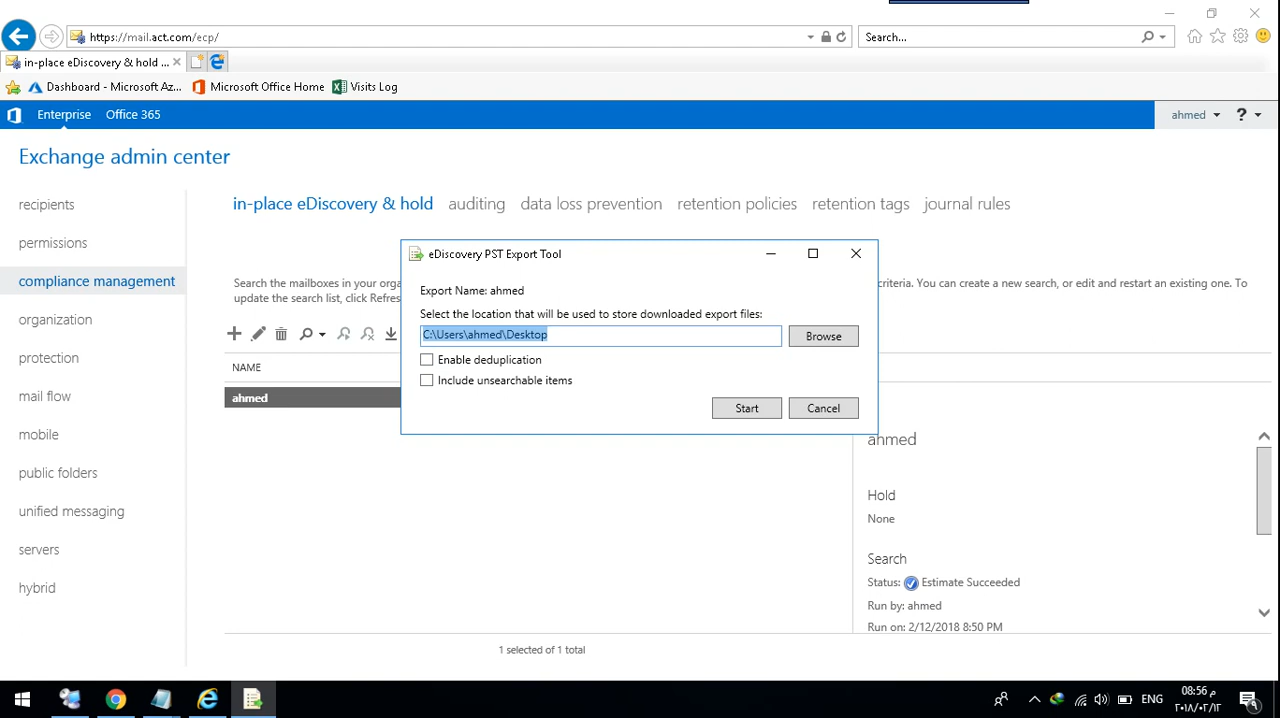 https://mail.act.com/ecp/
Search...
in-place eDiscovery & hold ...
Dashboard - Microsoft Az...
Microsoft Office Home
Visits Log
Enterprise
Office 365
ahmed
?
Exchange admin center
recipients
permissions
compliance management
organization
protection
mail flow
mobile
public folders
unified messaging
servers
hybrid
in-place eDiscovery & hold
auditing
data loss prevention
retention policies
retention tags
journal rules
Search the mailboxes in your
criteria. You can create a new search, or edit and restart an existing one. To
update the search list, click Refres
NAME
ahmed
eDiscovery PST Export Tool
Export Name: ahmed
Select the location that will be used to store downloaded export files:
C:\Users\ahmed\Desktop
Browse
Enable deduplication
Include unsearchable items
Start
Cancel
ahmed
Hold
None
Search
Status: Estimate Succeeded
Run by: ahmed
Run on: 2/12/2018 8:50 PM
1 selected of 1 total
ENG
08:56 م
٢٠١٨/٠٢/١٢